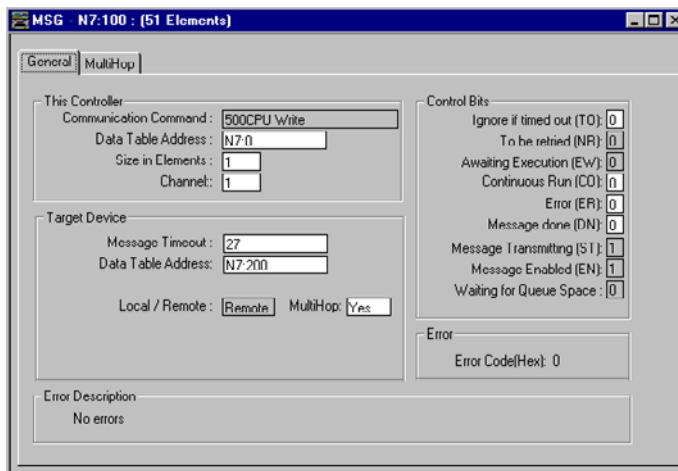 MSG - N7:100 : (51 Elements)
General MultiHop
This Controller
Communication Command : 500CPU Write
Data Table Address : N7:0
Size in Elements : 1
Channel:: 1
Target Device
Message Timeout : 27
Data Table Address: N7:200
Local / Remote : Remote MultiHop: Yes
Control Bits
Ignore if timed out (TO): 0
To be retried (NR): 0
Awaiting Execution (EW): 0
Continuous Run (CO): 0
Error (ER): 0
Message done (DN): 0
Message Transmitting (ST): 1
Message Enabled (EN): 1
Waiting for Queue Space : 0
Error
Error Code(Hex): 0
Error Description
No errors